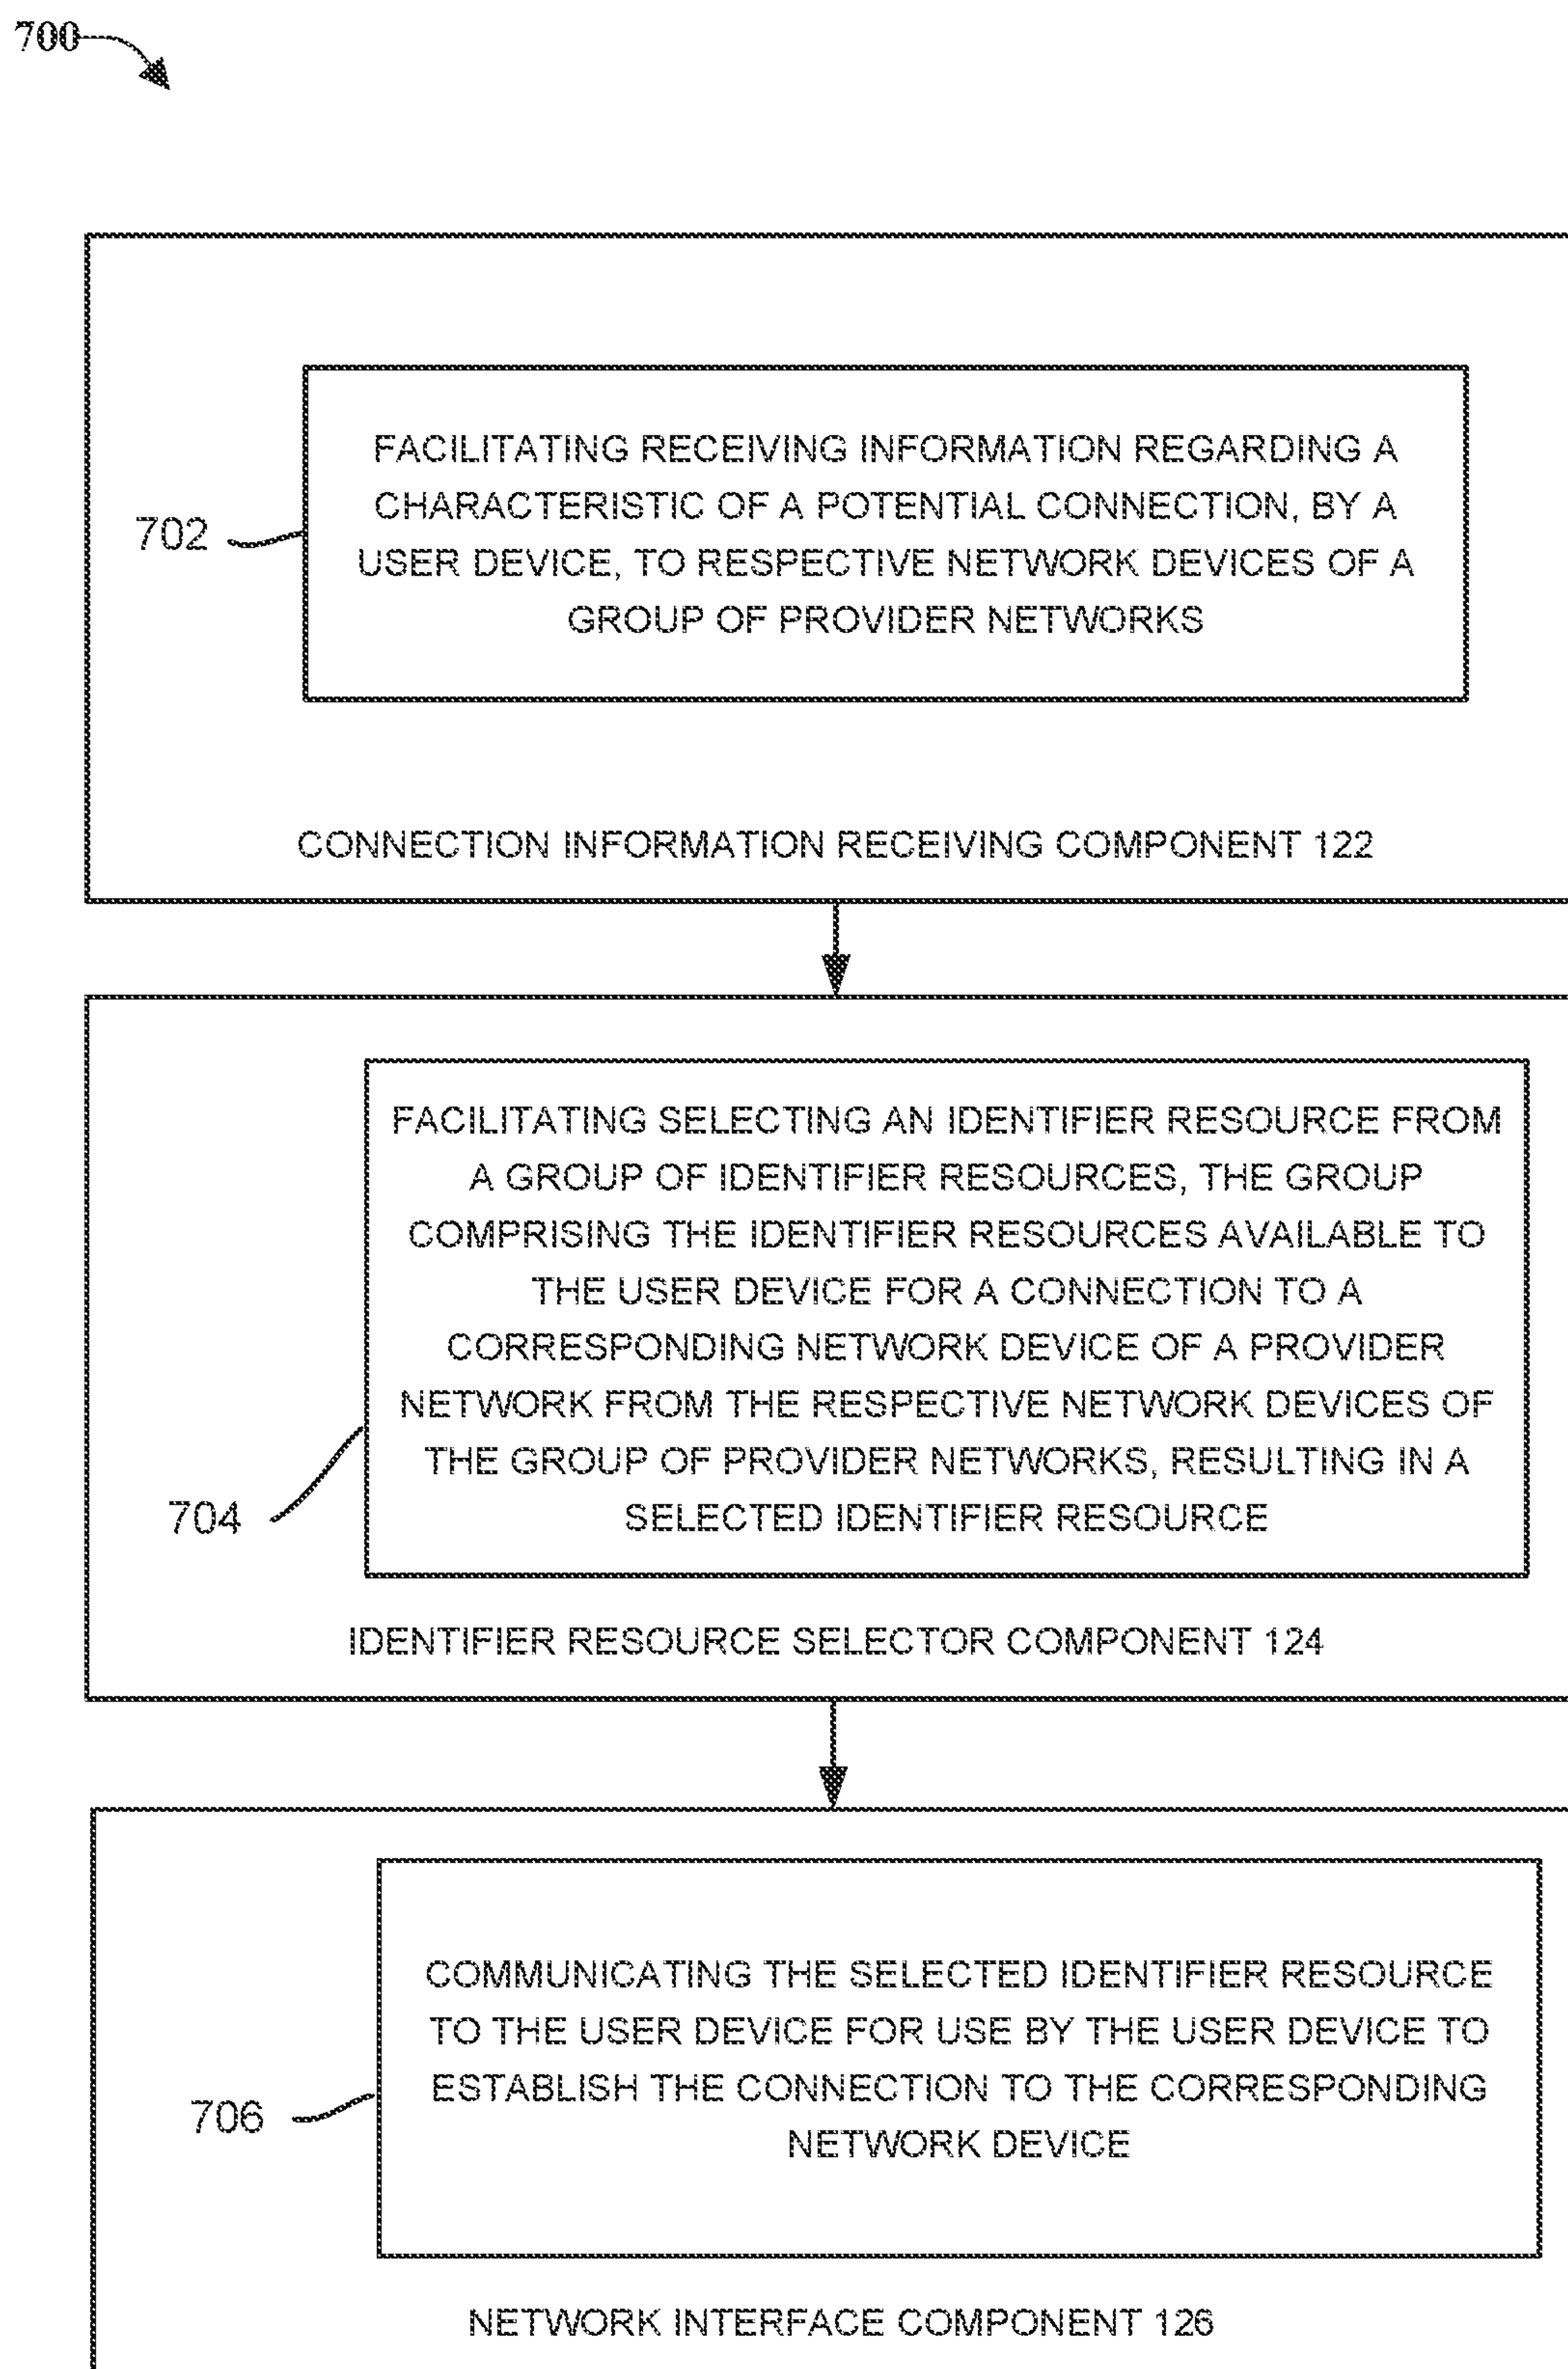 700
FACILITATING RECEIVING INFORMATION REGARDING A
CHARACTERISTIC OF A POTENTIAL CONNECTION, BY A
USER DEVICE, TO RESPECTIVE NETWORK DEVICES OF A
GROUP OF PROVIDER NETWORKS
702
CONNECTION INFORMATION RECEIVING COMPONENT 122
FACILITATING SELECTING AN IDENTIFIER RESOURCE FROM
A GROUP OF IDENTIFIER RESOURCES, THE GROUP
COMPRISING THE IDENTIFIER RESOURCES AVAILABLE TO
THE USER DEVICE FOR A CONNECTION TO A
CORRESPONDING NETWORK DEVICE OF A PROVIDER
NETWORK FROM THE RESPECTIVE NETWORK DEVICES OF
THE GROUP OF PROVIDER NETWORKS, RESULTING IN A
SELECTED IDENTIFIER RESOURCE
704
IDENTIFIER RESOURCE SELECTOR COMPONENT 124
COMMUNICATING THE SELECTED IDENTIFIER RESOURCE
TO THE USER DEVICE FOR USE BY THE USER DEVICE TO
ESTABLISH THE CONNECTION TO THE CORRESPONDING
NETWORK DEVICE
706
NETWORK INTERFACE COMPONENT 126